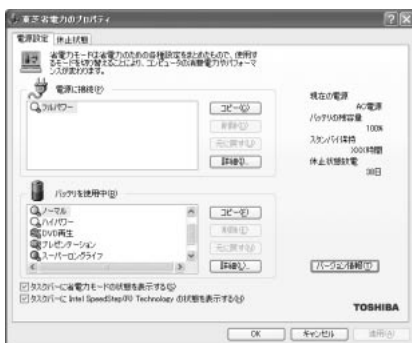 東芝省電力のプロパティ
電源設定 休止状態
省電力モードは省電力のための各種設定をまとめたもので、使用す
るモードを切り替えることにより、コンピュータの消費電力やパフォーマ
ンスが変わります。
電源に接続(P)
フルパワー
コピー(C)
削除(D)
元に戻す(U)
詳細(I)...
現在の電源
AC電源
バッテリの残容量
100%
スタンバイ保持
休止状態設電
30日
バッテリを使用中(B)
ノーマル
ハイパワー
DVD再生
プレゼンテーション
スーパーロングライフ
コピー(C)
削除(D)
元に戻す(U)
詳細(E)...
バージョン情報(T)
タスクバーに省電力モードの状態を表示する(S)
タスクバーに Intel SpeedStep(R) Technology の状態を表示する(H)
TOSHIBA
OK キャンセル 適用(A)